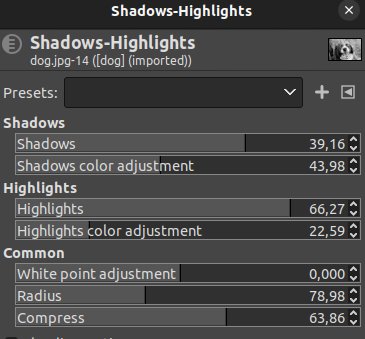 Shadows-Highlights
Shadows-Highlights
dog.jpg-14 ([dog] (imported))
Presets:
Shadows
Shadows 39,16
Shadows color adjustment 43,98
Highlights
Highlights 66,27
Highlights color adjustment 22,59
Common
White point adjustment 0,000
Radius 78,98
Compress 63,86